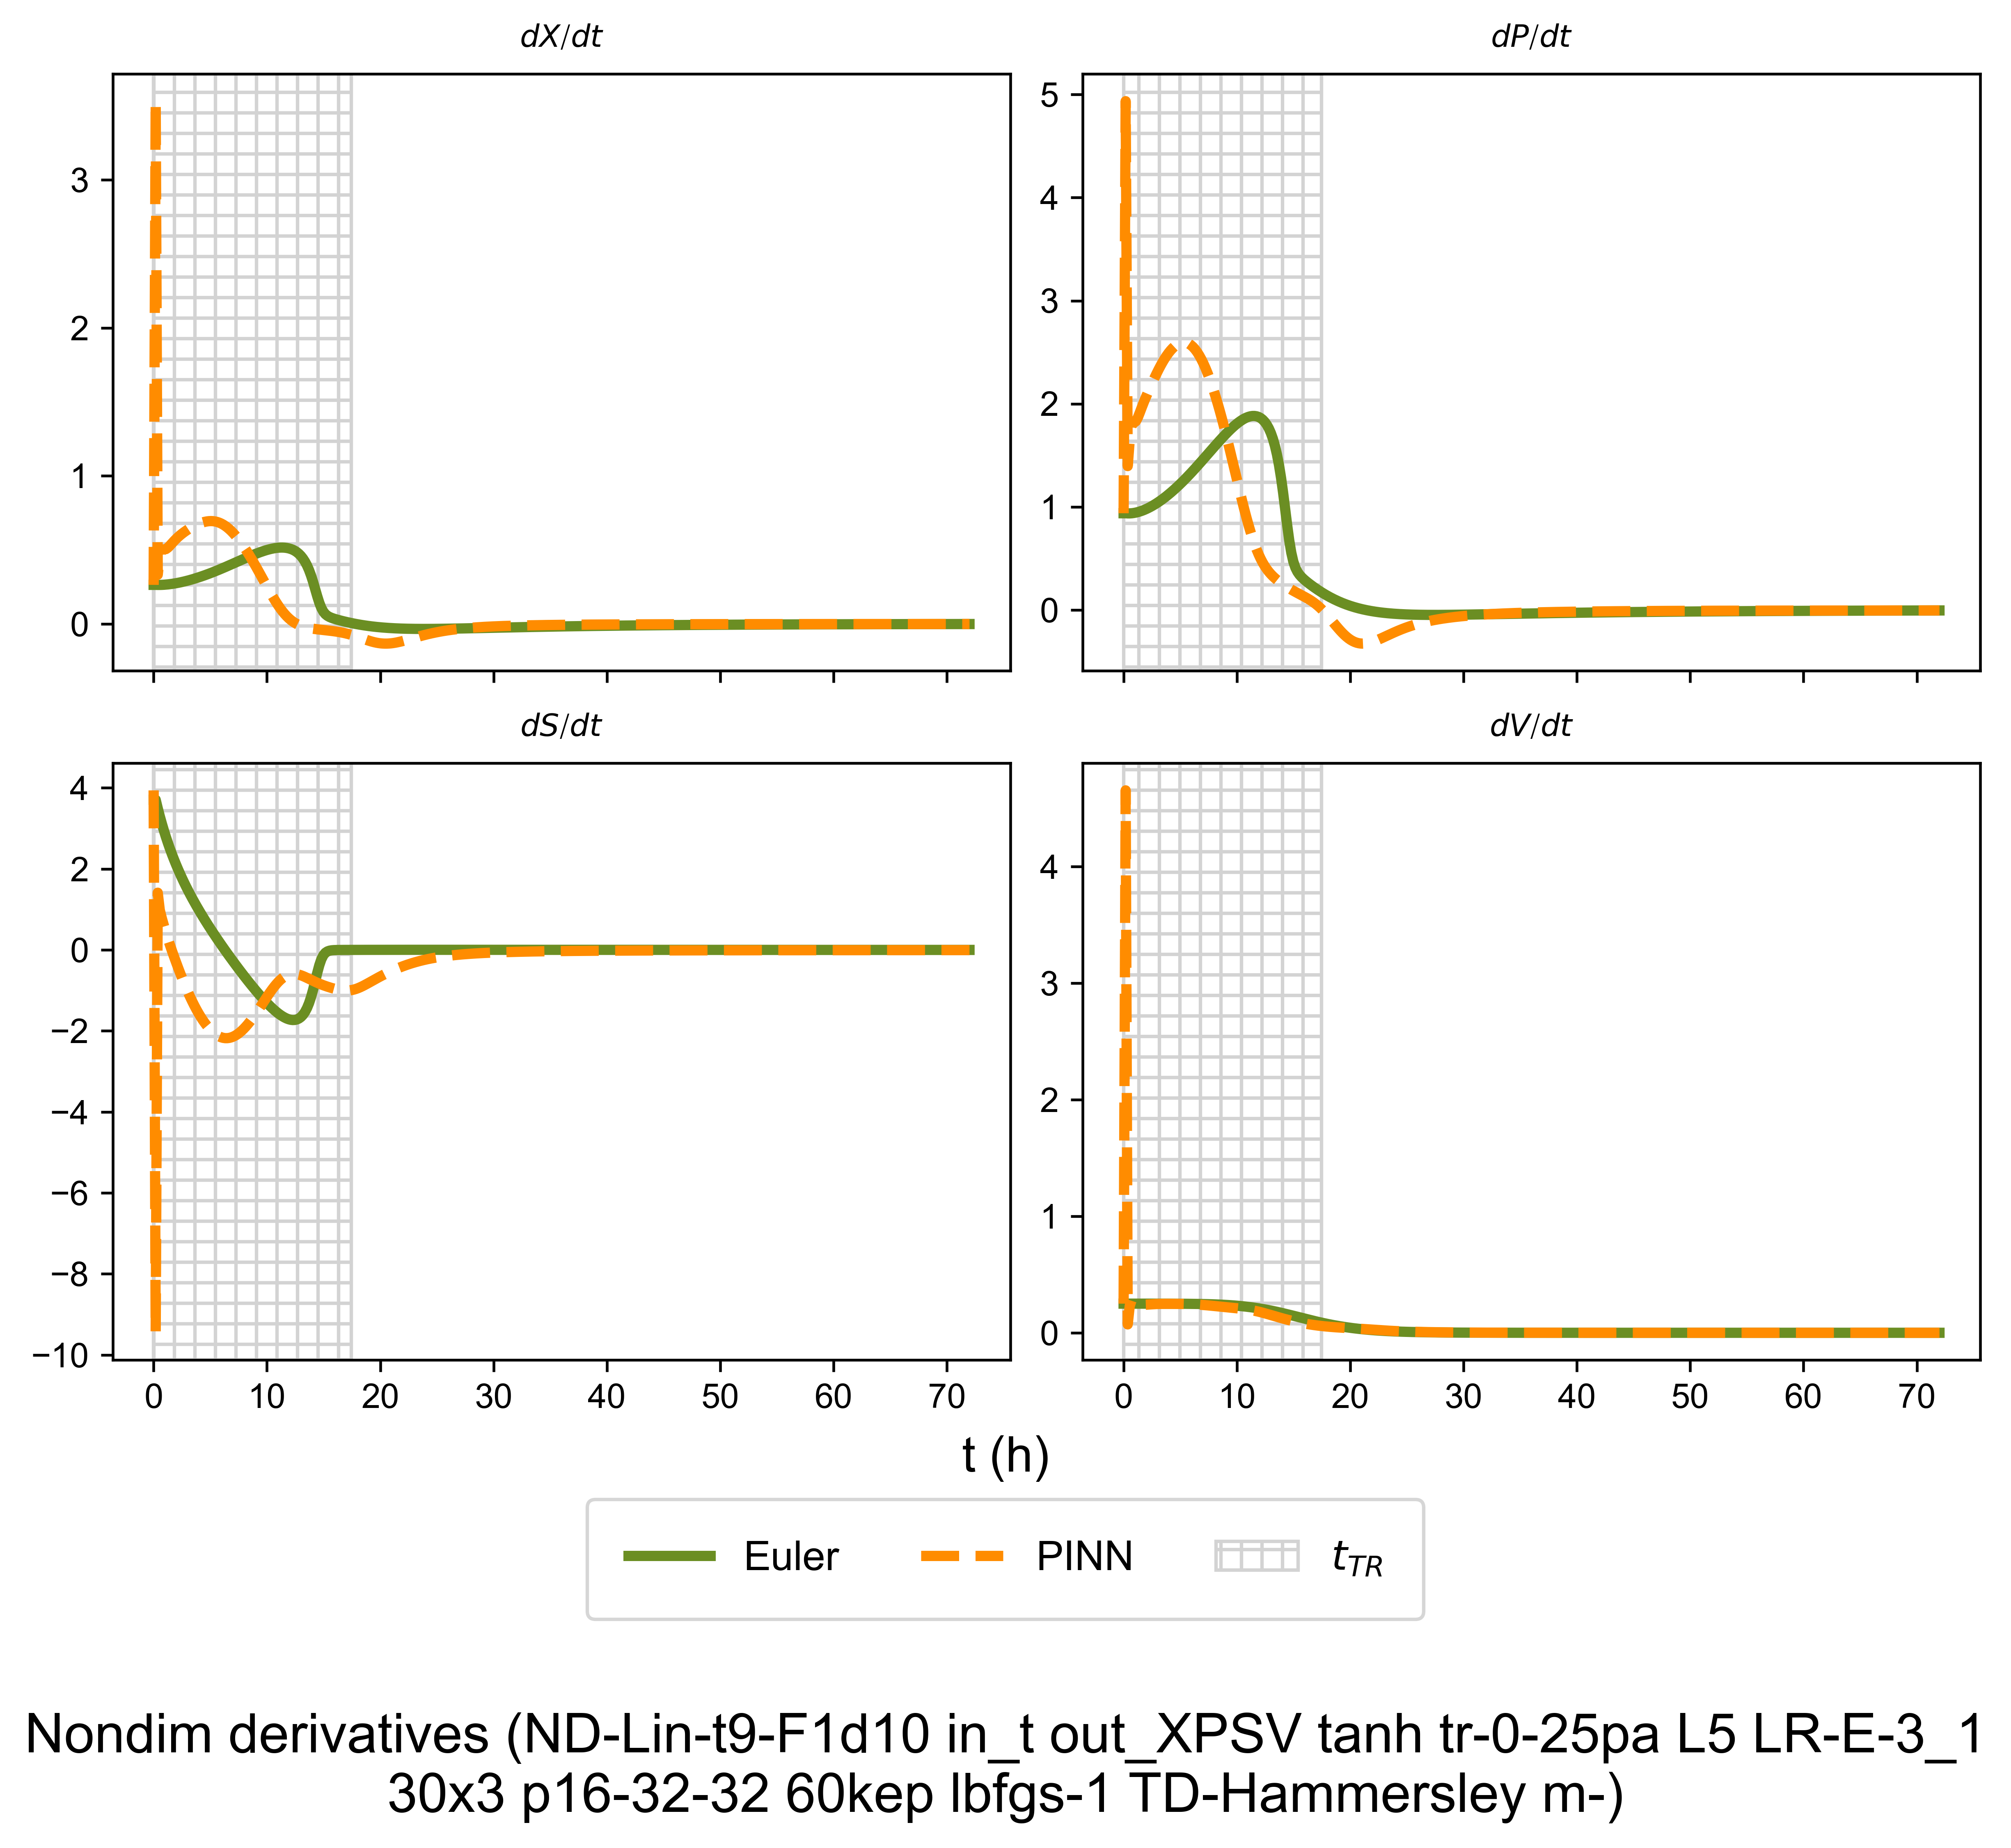 dX/dt
dP/dt
3
2
1
0
5
4
3
2
1
0
dS/dt
dV/dt
4
2
0
−2
−4
−6
−8
−10
4
3
2
1
0
0 10 20 30 40 50 60 70
0 10 20 30 40 50 60 70
t (h)
Euler PINN t_TR
Nondim derivatives (ND-Lin-t9-F1d10 in_t out_XPSV tanh tr-0-25pa L5 LR-E-3_1
30x3 p16-32-32 60kep lbfgs-1 TD-Hammersley m-)